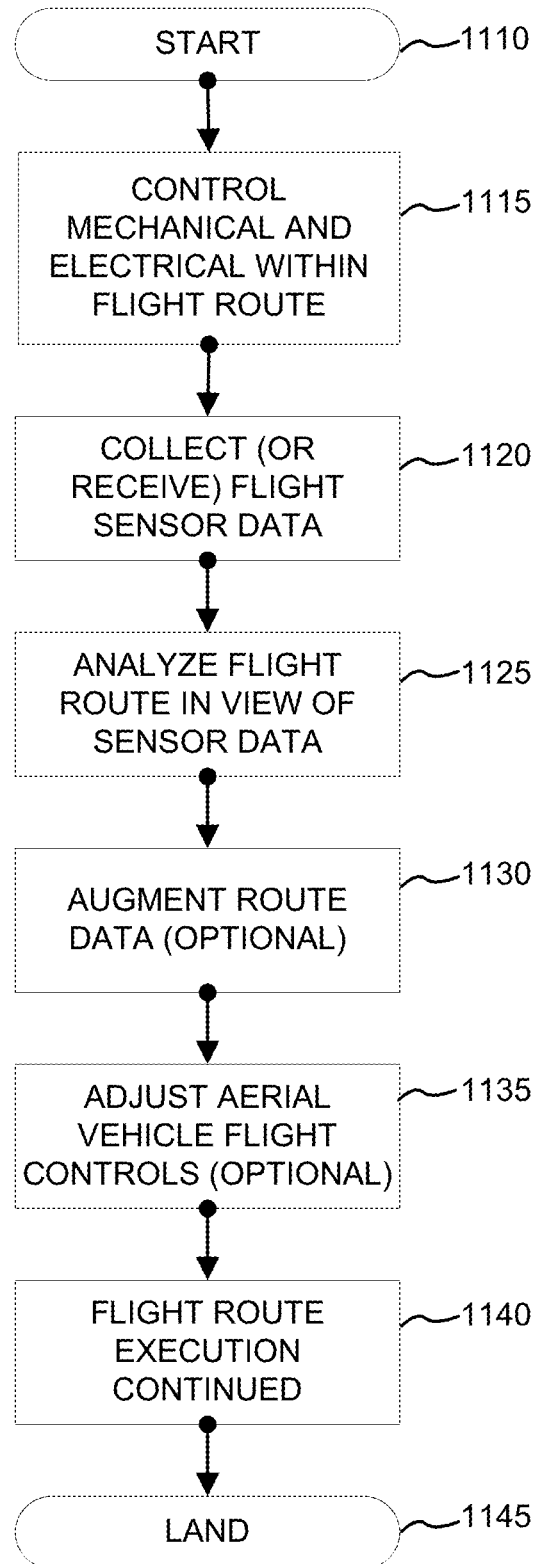 START
1110
CONTROL
MECHANICAL AND
ELECTRICAL WITHIN
FLIGHT ROUTE
1115
COLLECT (OR
RECEIVE) FLIGHT
SENSOR DATA
1120
ANALYZE FLIGHT
ROUTE IN VIEW OF
SENSOR DATA
1125
AUGMENT ROUTE
DATA (OPTIONAL)
1130
ADJUST AERIAL
VEHICLE FLIGHT
CONTROLS (OPTIONAL)
1135
FLIGHT ROUTE
EXECUTION
CONTINUED
1140
LAND
1145